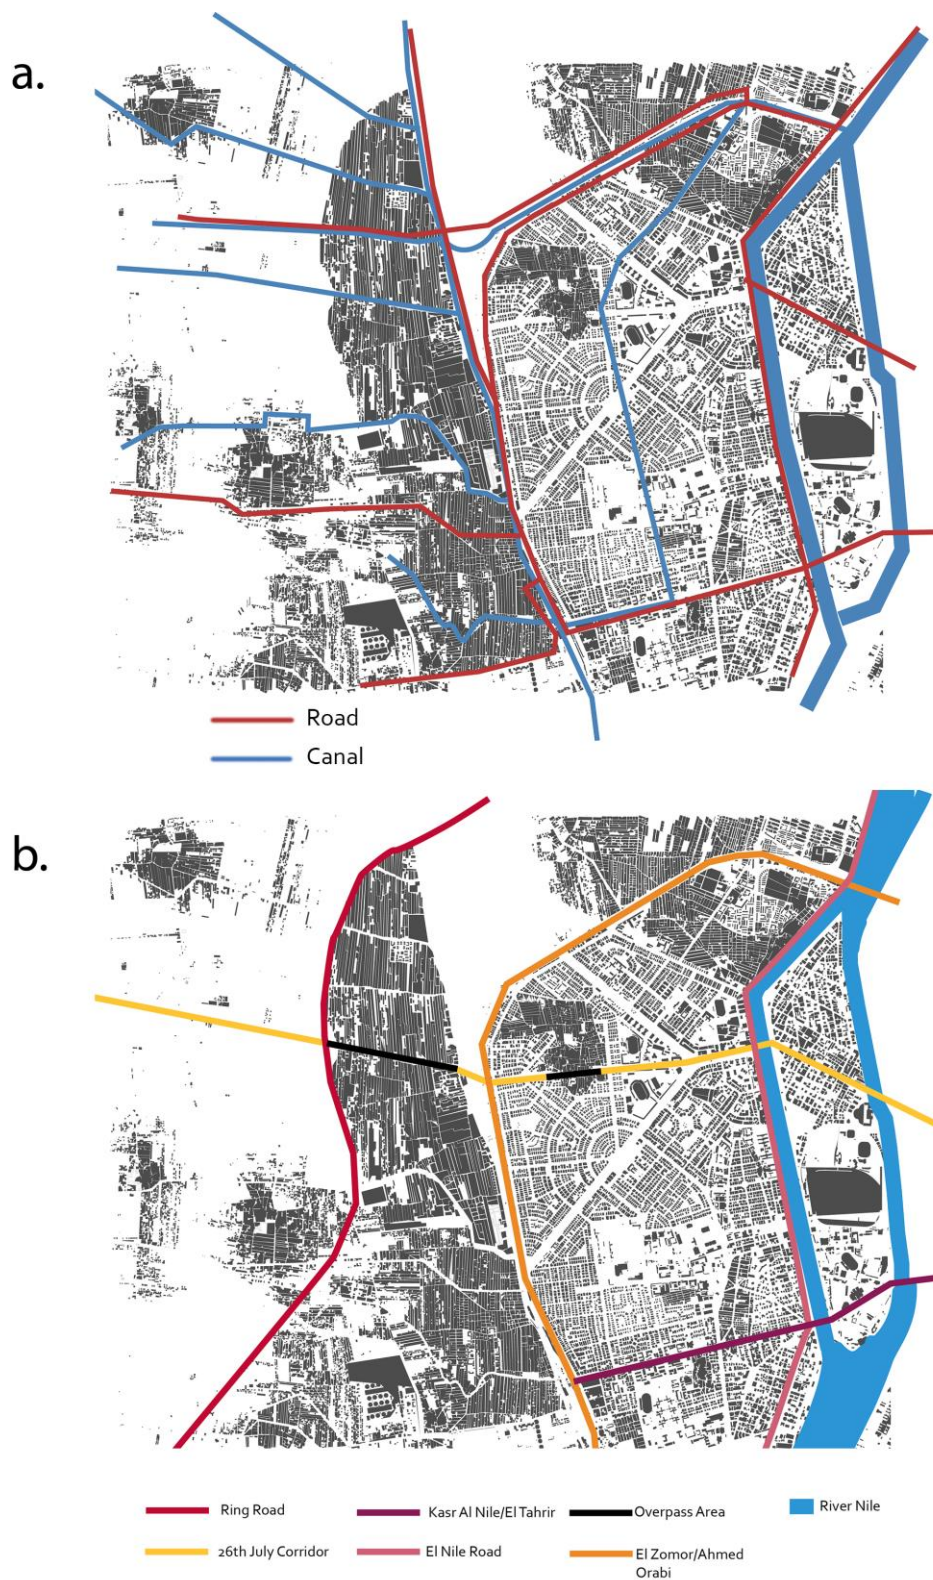 a.
Road
Canal
b.
Ring Road
Kasr Al Nile/El Tahrir
Overpass Area
River Nile
26th July Corridor
El Nile Road
El Zomor/Ahmed
Orabi